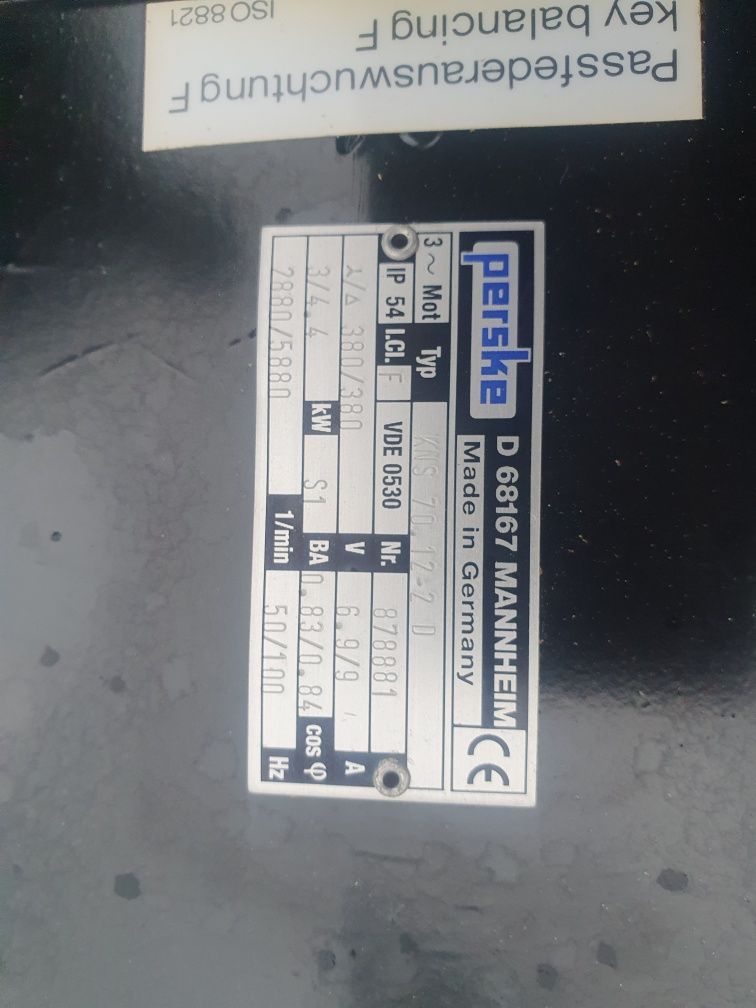 Passfederauswuchtung F
key balancing F
ISO 8821
perske D 68167 MANNHEIM
Made in Germany CE
3 ~ Mot Typ KNS 70.12-2 D
IP 54 I.Cl. F VDE 0530 Nr. 878881
⅄/Δ 380/380 V 6.9/9 A
3/4.4 kW S1 BA 0.83/0.84 cos φ
2880/5880 1/min 50/100 Hz